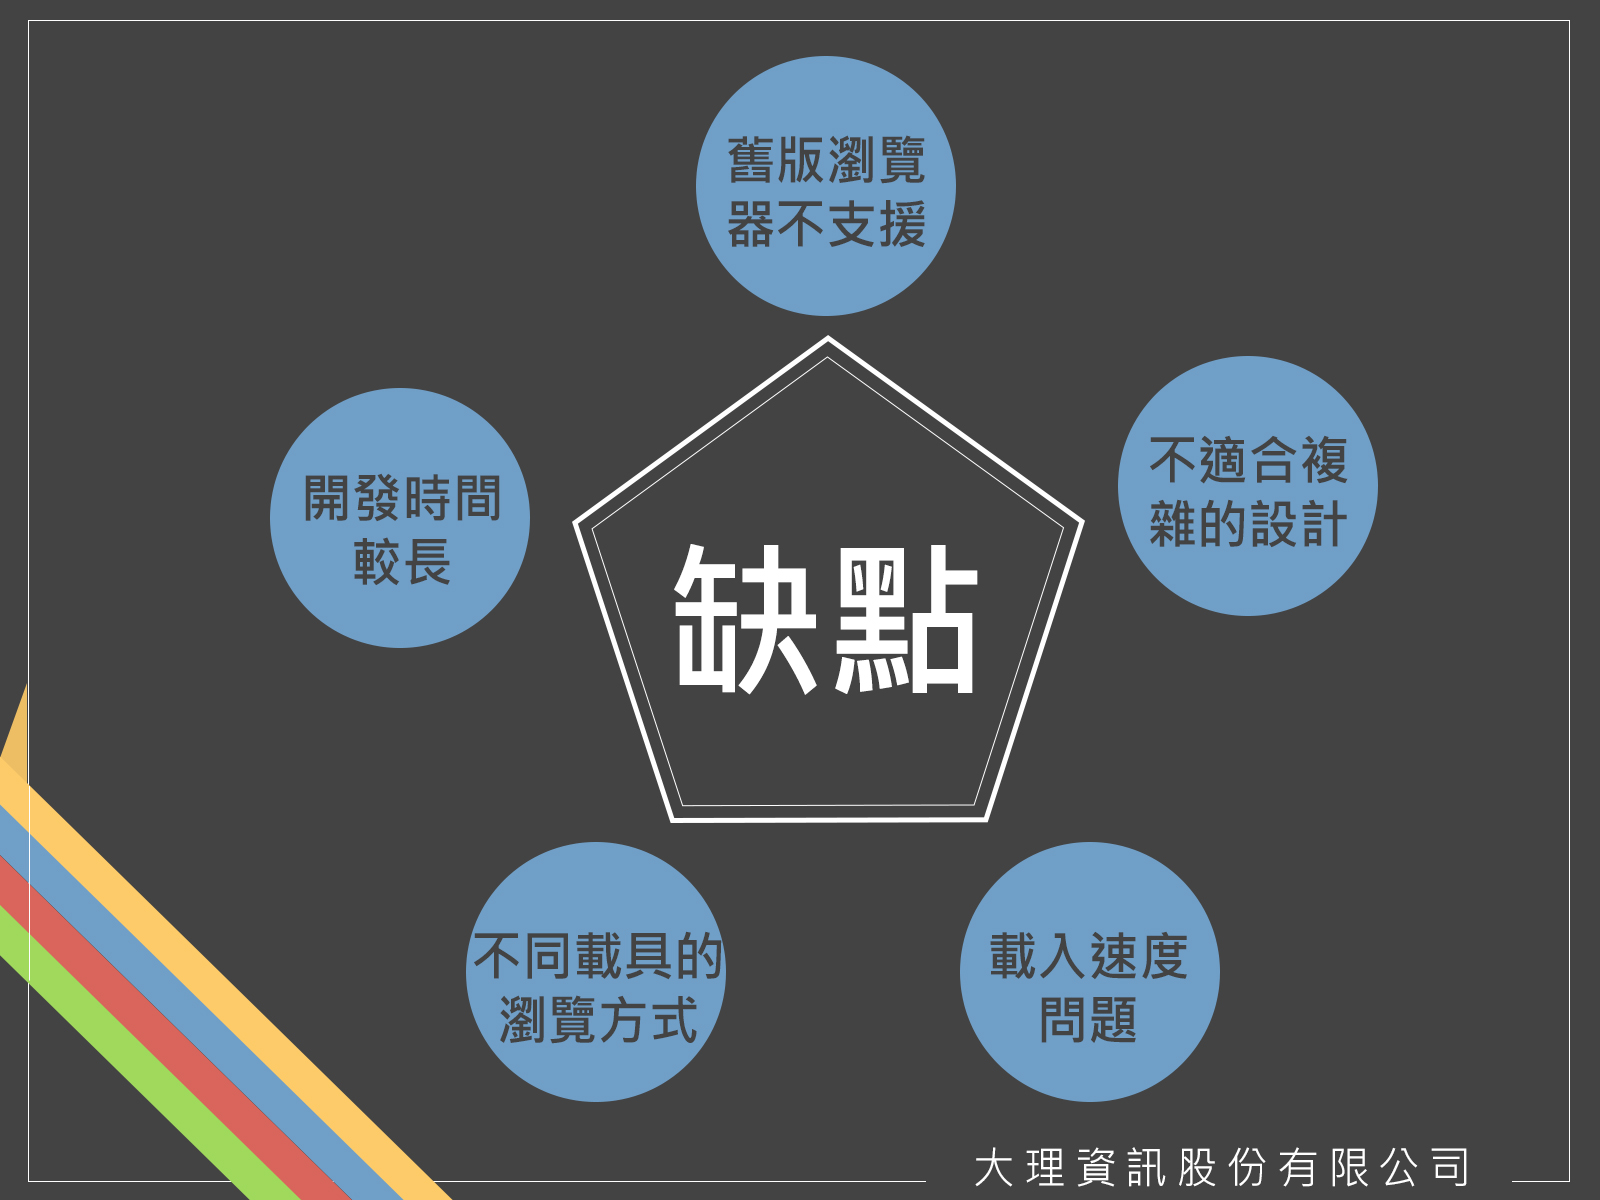 舊版瀏覽
器不支援
不適合複
雜的設計
開發時間
較長
缺點
不同載具的
瀏覽方式
載入速度
問題
大理資訊股份有限公司